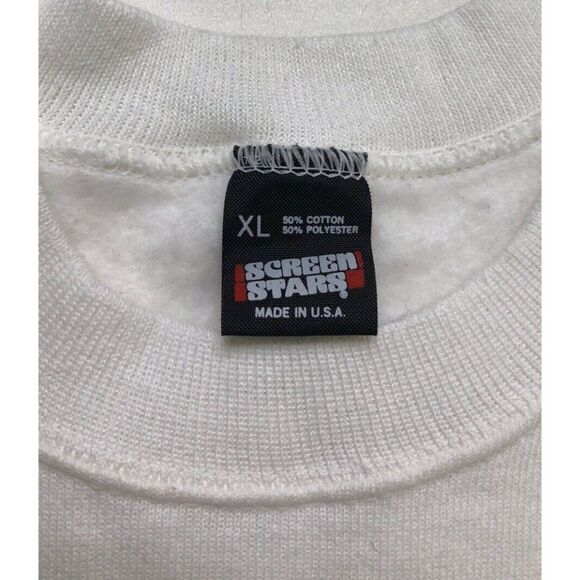 XL
50% COTTON
50% POLYESTER
SCREEN
STARS®
MADE IN U.S.A.